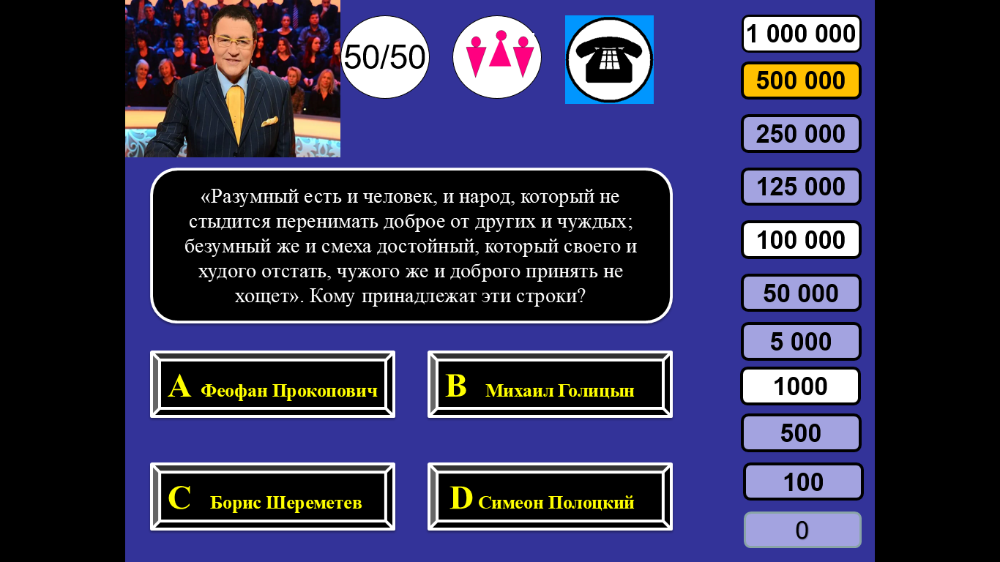 50/50
1 000 000
500 000
250 000
125 000
100 000
50 000
5 000
1000
500
100
0
«Разумный есть и человек, и народ, который не
стыдится перенимать доброе от других и чуждых;
безумный же и смеха достойный, который своего и
худого отстать, чужого же и доброго принять не
хощет». Кому принадлежат эти строки?
A Феофан Прокопович
B Михаил Голицын
C Борис Шереметев
D Симеон Полоцкий